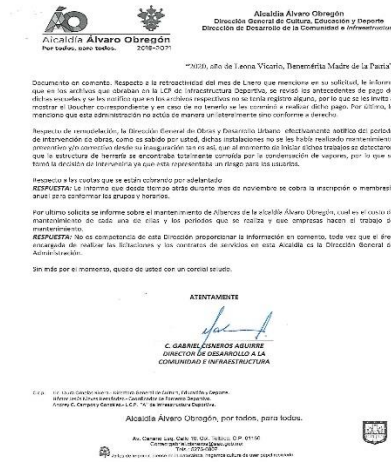 ÁO
Alcaldía Álvaro Obregón
Por todos, para todos. 2018-2021
Alcaldía Álvaro Obregón
Dirección General de Cultura, Educación y Deporte
Dirección de Desarrollo de la Comunidad e Infraestructura
"2020, año de Leona Vicario, Benemérita Madre de la Patria"
Documento en comento. Respecto a la retroactividad del mes de Enero que menciona en su solicitud, le informo
que en los archivos que obraban en la LCP de Infraestructura Deportiva, se revisó los antecedentes de pago de
dichas escuelas y se les notifico que en los archivos respectivos no se tenía registro alguno, por lo que se les invito a
mostrar el Voucher correspondiente y en caso de no tenerlo se les conminó a realizar dicho pago. Por último, le
menciono que esta administración no actúa de manera unilateralmente sino conforme a derecho.
Respecto de remodelación, la Dirección General de Obras y Desarrollo Urbano efectivamente notifico del periodo
de intervención de obras, como es sabido por usted, dichas instalaciones no se les había realizado mantenimiento
preventivo y/o correctivo desde su inauguración tan es así, que al momento de iniciar dichos trabajos se detectaron
que la estructura de herrería se encontraba totalmente corroída por la condensación de vapores, por lo que se
tomó la decisión de intervenirla ya que esta representaba un riesgo para los usuarios.
Respecto a las cuotas que se están cobrando por adelantado
RESPUESTA: Le informo que desde tiempo atrás durante mes de noviembre se cobra la inscripción o membresía
anual para conformar los grupos y horarios.
Por ultimo solicita se informe sobre el mantenimiento de Albercas de la alcaldía Álvaro Obregón, cual es el costo de
mantenimiento de cada una de ellas y los periodos que se realiza y que empresas hacen el trabajo de
mantenimiento.
RESPUESTA: No es competencia de esta Dirección proporcionar la información en comento, toda vez que el área
encargada de realizar las licitaciones y los contratos de servicios en esta Alcaldía es la Dirección General de
Administración.
Sin más por el momento, quedo de usted con un cordial saludo.
ATENTAMENTE
C. GABRIEL CISNEROS AGUIRRE
DIRECTOR DE DESARROLLO A LA
COMUNIDAD E INFRAESTRUCTURA
C.c.p.
Alcaldía Álvaro Obregón, por todos, para todos.